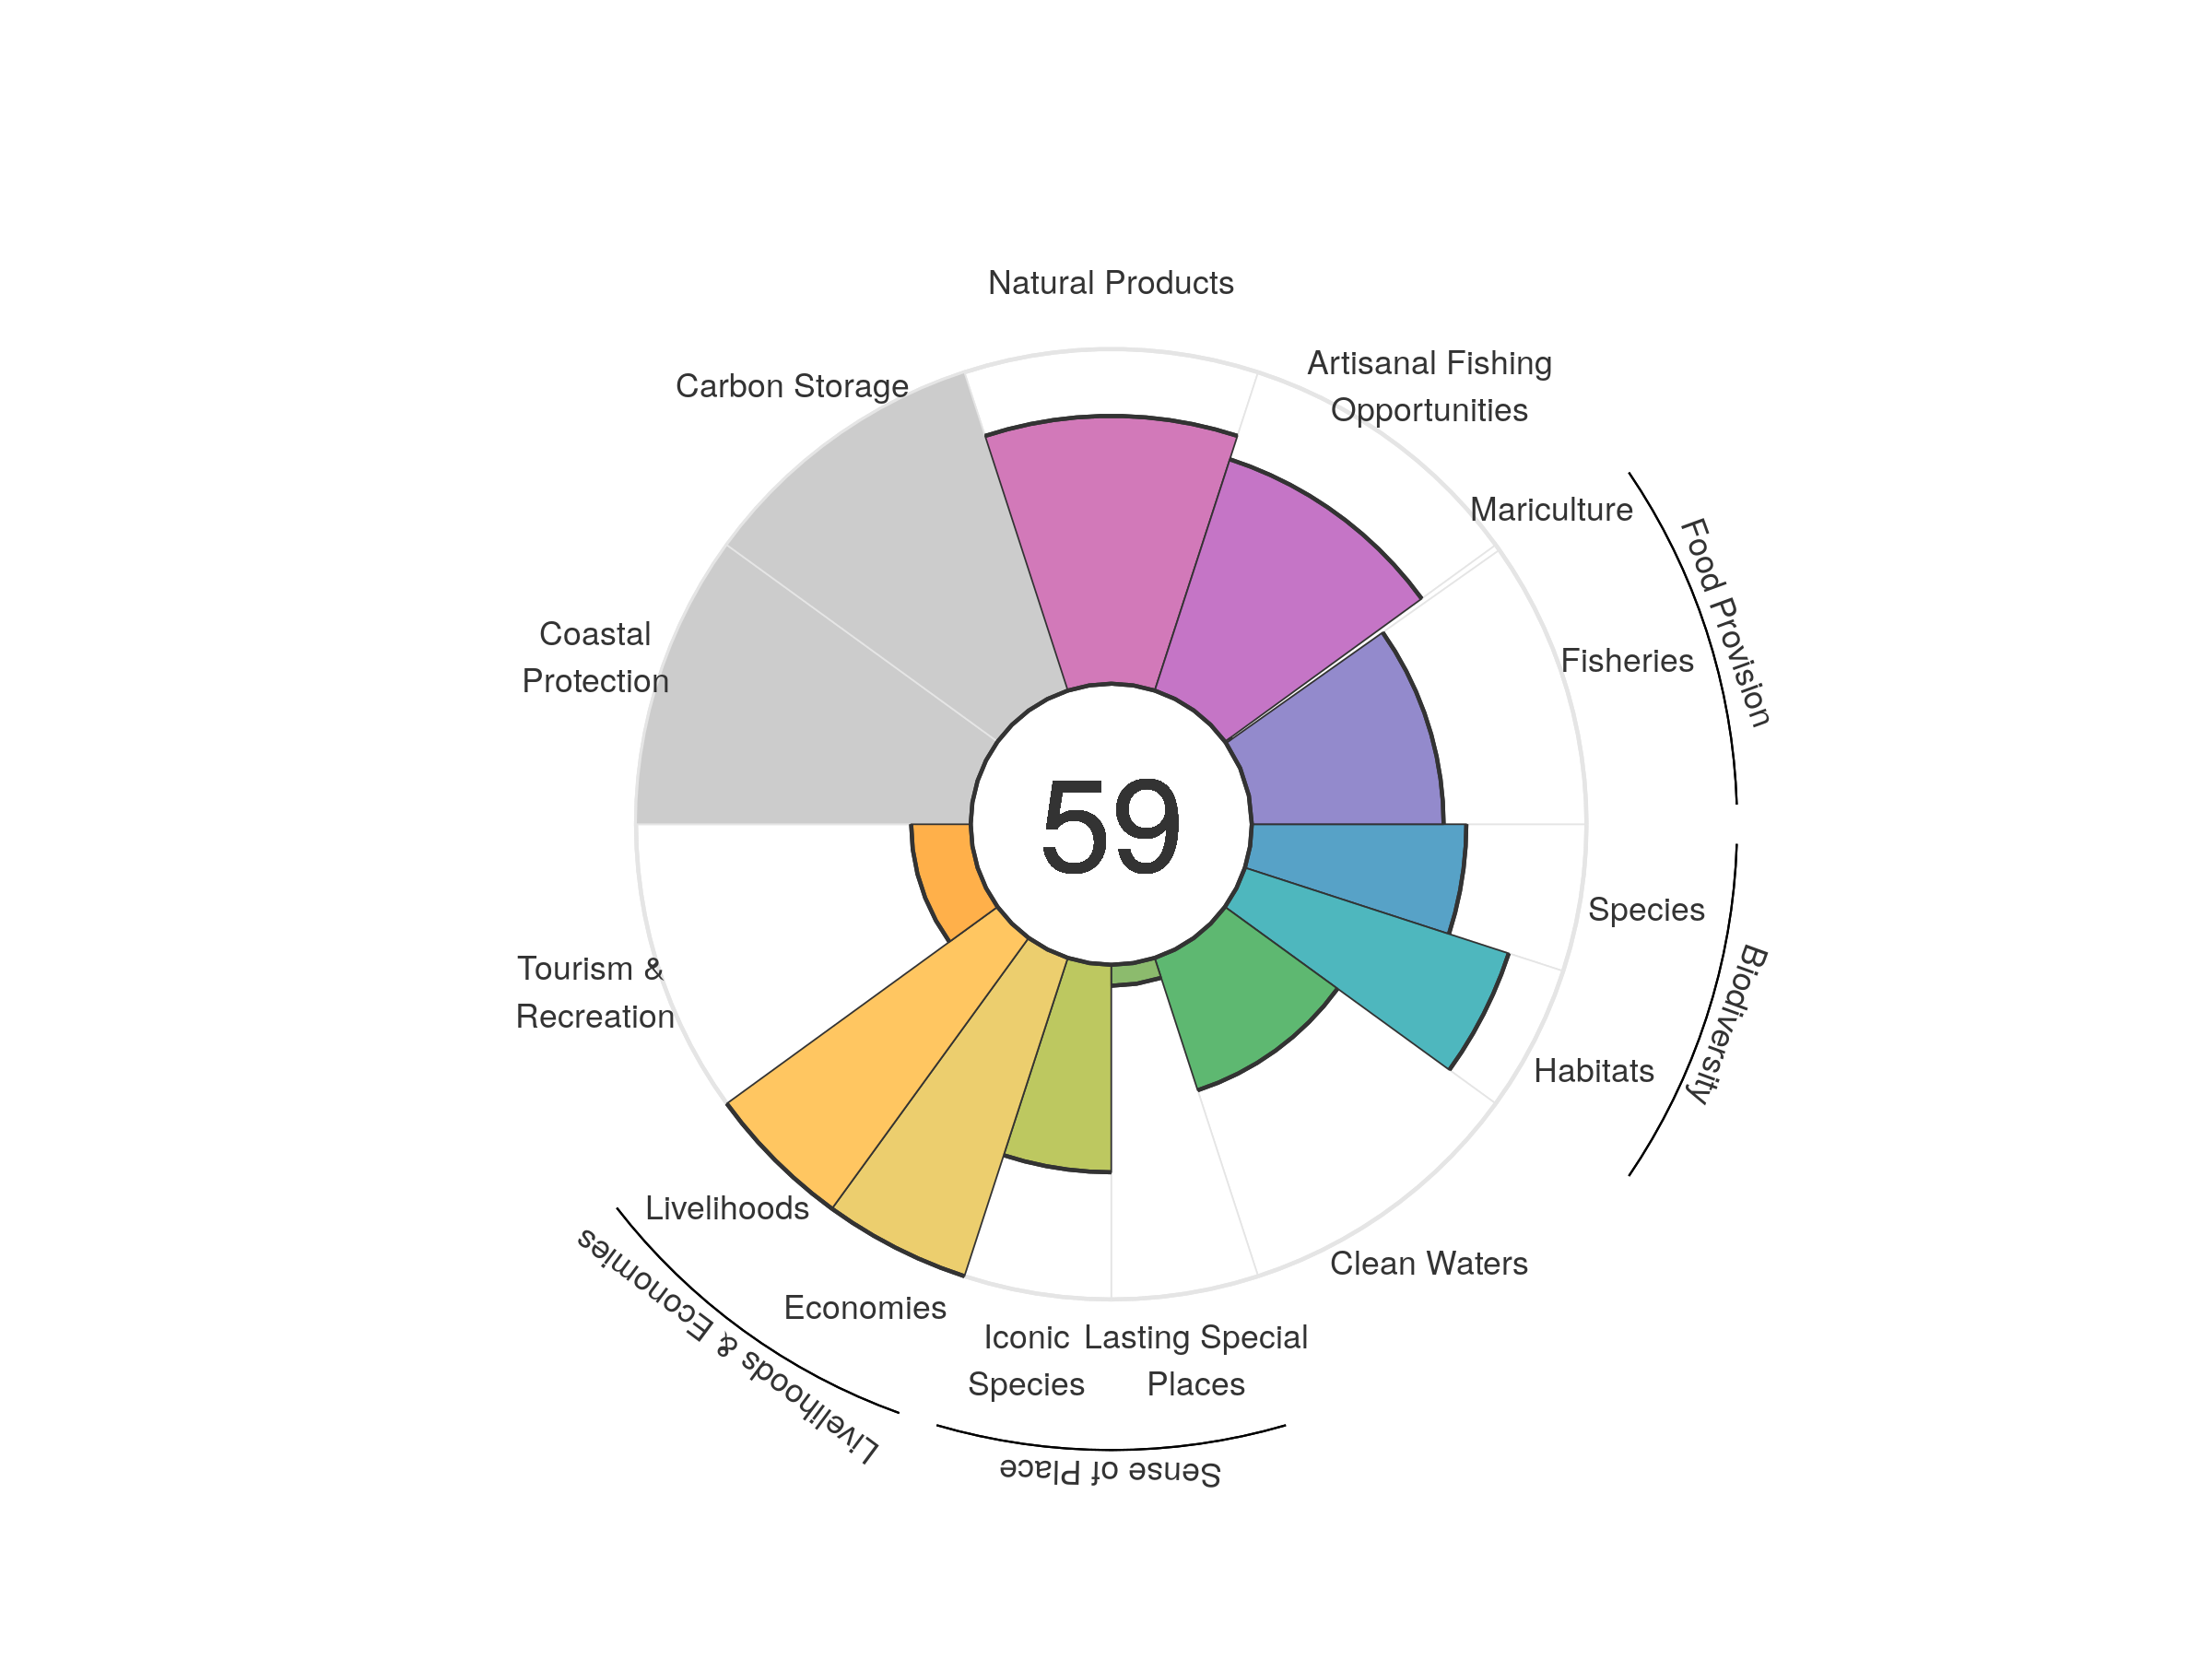 Natural Products
Artisanal Fishing
Opportunities
Carbon Storage
Mariculture
Food Provision
Fisheries
Coastal
Protection
59
Species
Biodiversity
Tourism &
Recreation
Habitats
Livelihoods
Clean Waters
Livelihoods & Economies
Economies
Iconic
Species
Lasting Special
Places
Sense of Place